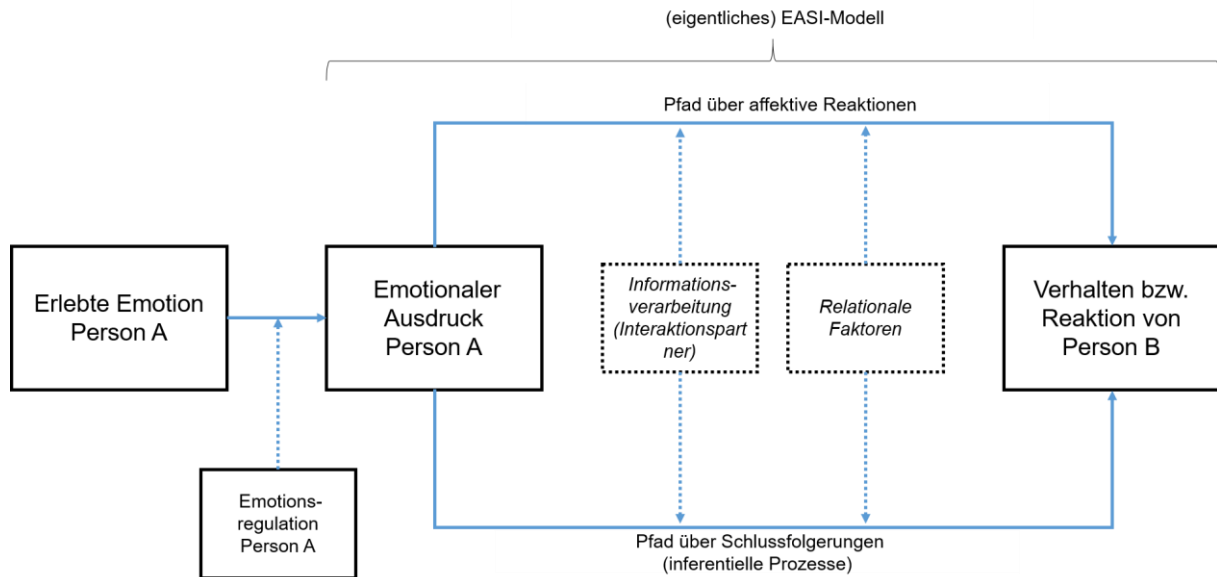 (eigentliches) EASI-Modell
Pfad über affektive Reaktionen
Erlebte Emotion
Person A
Emotionaler
Ausdruck
Person A
Informations-
verarbeitung
(Interaktionspart
ner)
Relationale
Faktoren
Verhalten bzw.
Reaktion von
Person B
Emotions-
regulation
Person A
Pfad über Schlussfolgerungen
(inferentielle Prozesse)